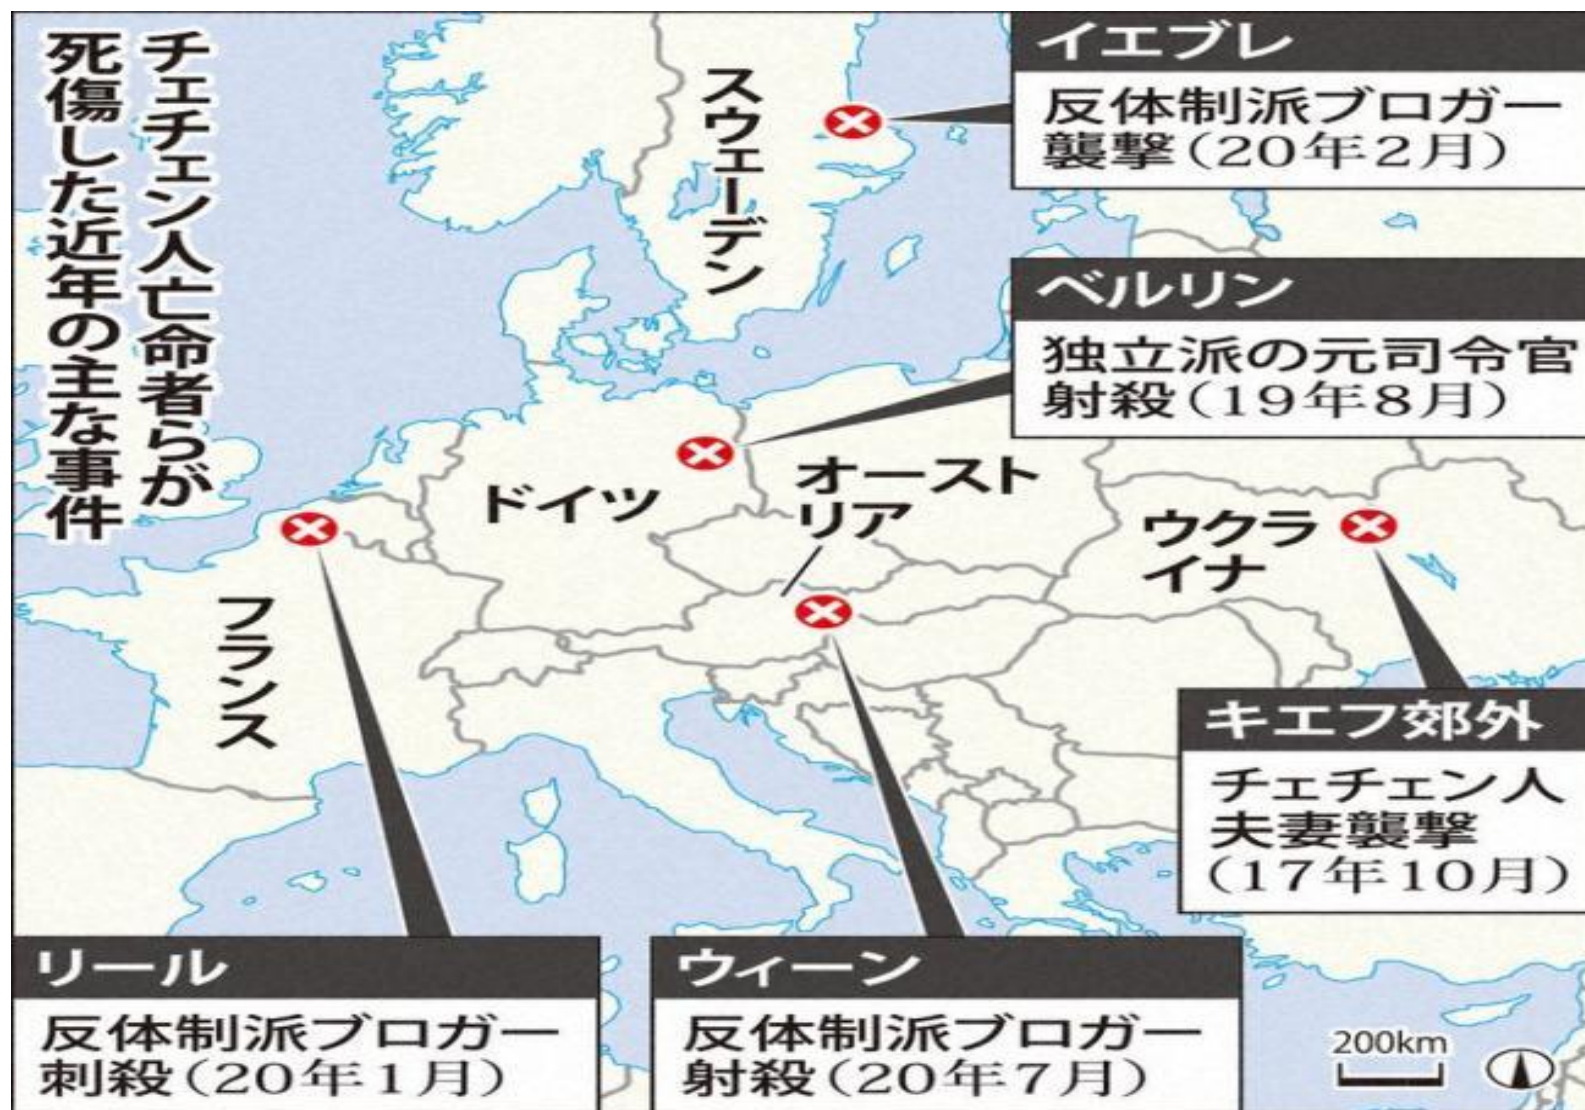 チェチェン人亡命者らが
死傷した近年の主な事件
イエブレ
反体制派ブロガー
襲撃(20年2月)
スウェーデン
ベルリン
独立派の元司令官
射殺(19年8月)
ドイツ
オースト
リア
ウクラ
イナ
フランス
キエフ郊外
チェチェン人
夫妻襲撃
(17年10月)
リール
反体制派ブロガー
刺殺(20年1月)
ウィーン
反体制派ブロガー
射殺(20年7月)
200km